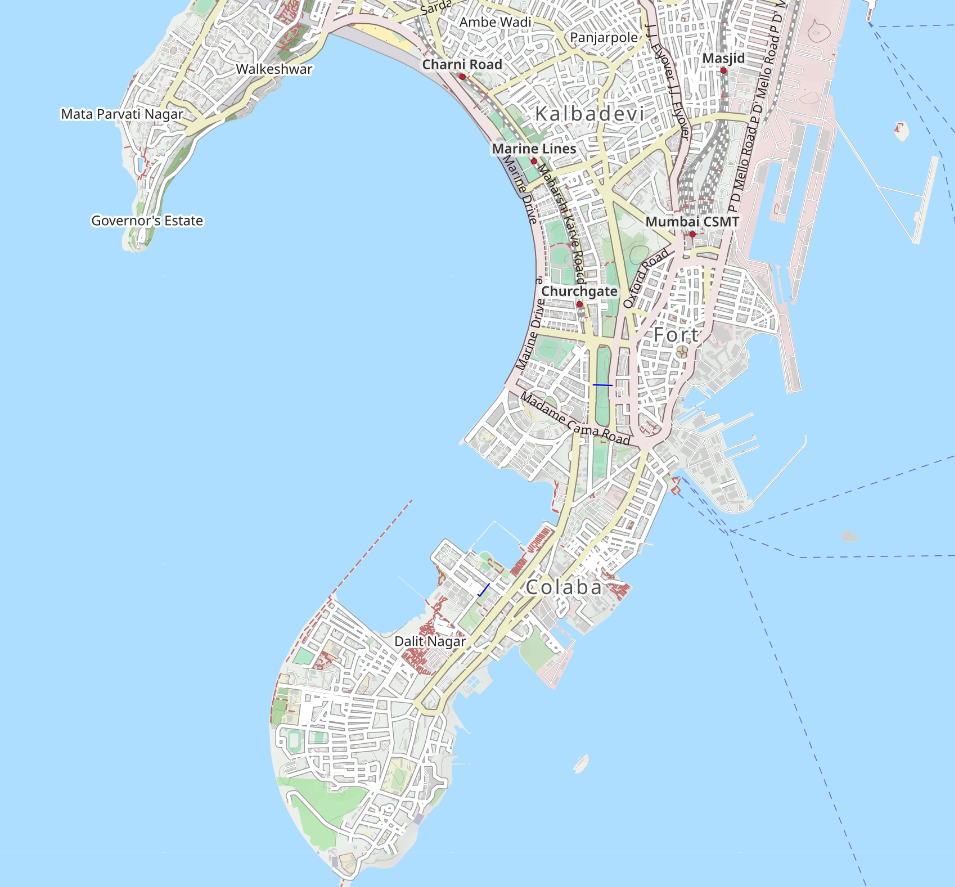 Sarda
Ambe Wadi
Panjarpole
J.J. Flyover J.J. Flyover
Masjid
P D' Mello Road P D' Mello Road P D' M
Walkeshwar
Charni Road
Mata Parvati Nagar
Kalbadevi
Marine Lines
Marine Drive
Maharshi Karve Road
Governor's Estate
Mumbai CSMT
Oxford Road
Churchgate
Marine Drive
Fort
Madame Cama Road
Colaba
Dalit Nagar